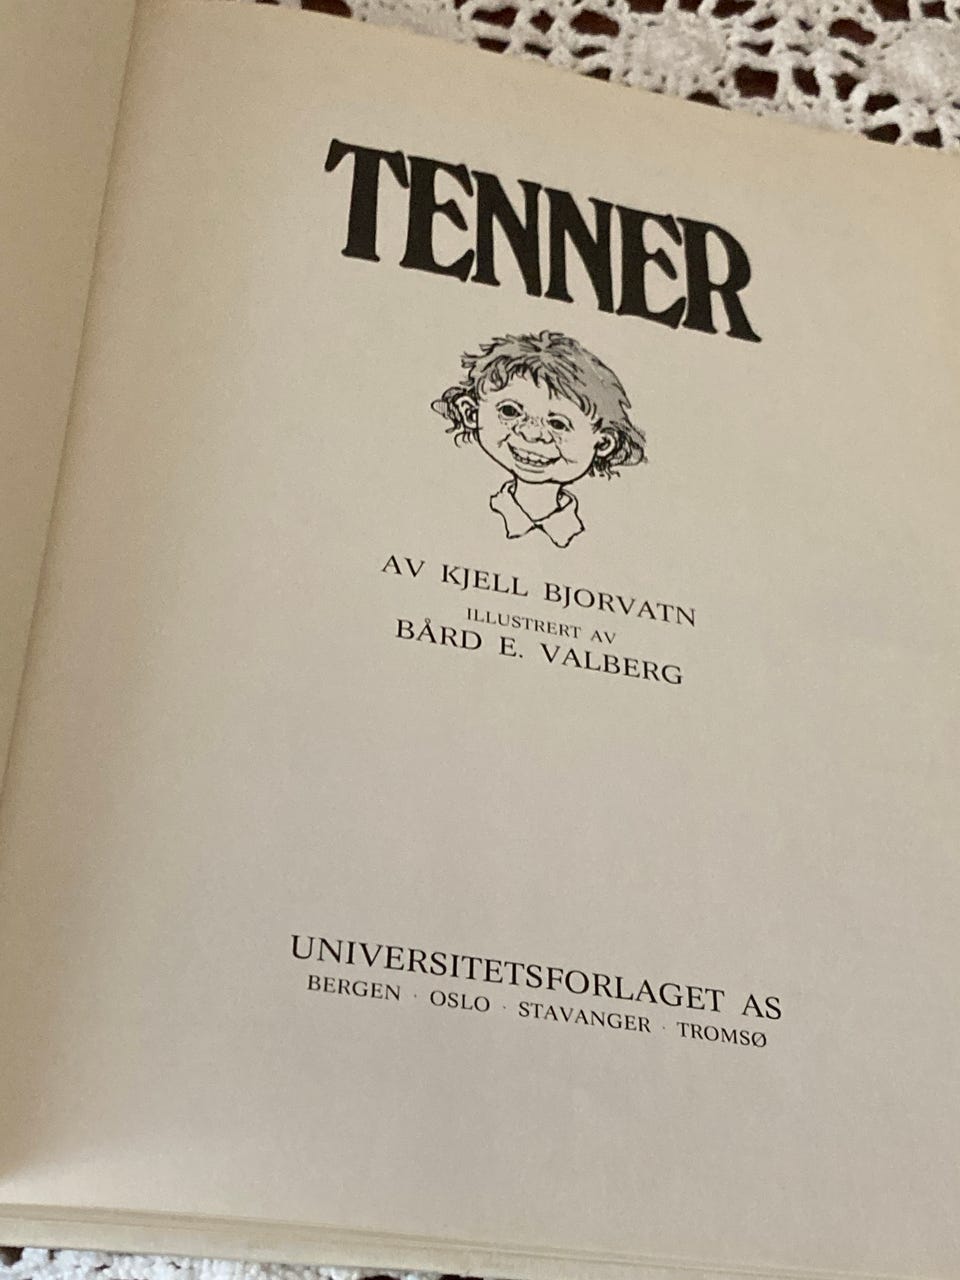 TENNER
AV KJELL BJORVATN
ILLUSTRERT AV
BÅRD E. VALBERG
UNIVERSITETSFORLAGET AS
BERGEN · OSLO · STAVANGER · TROMSØ